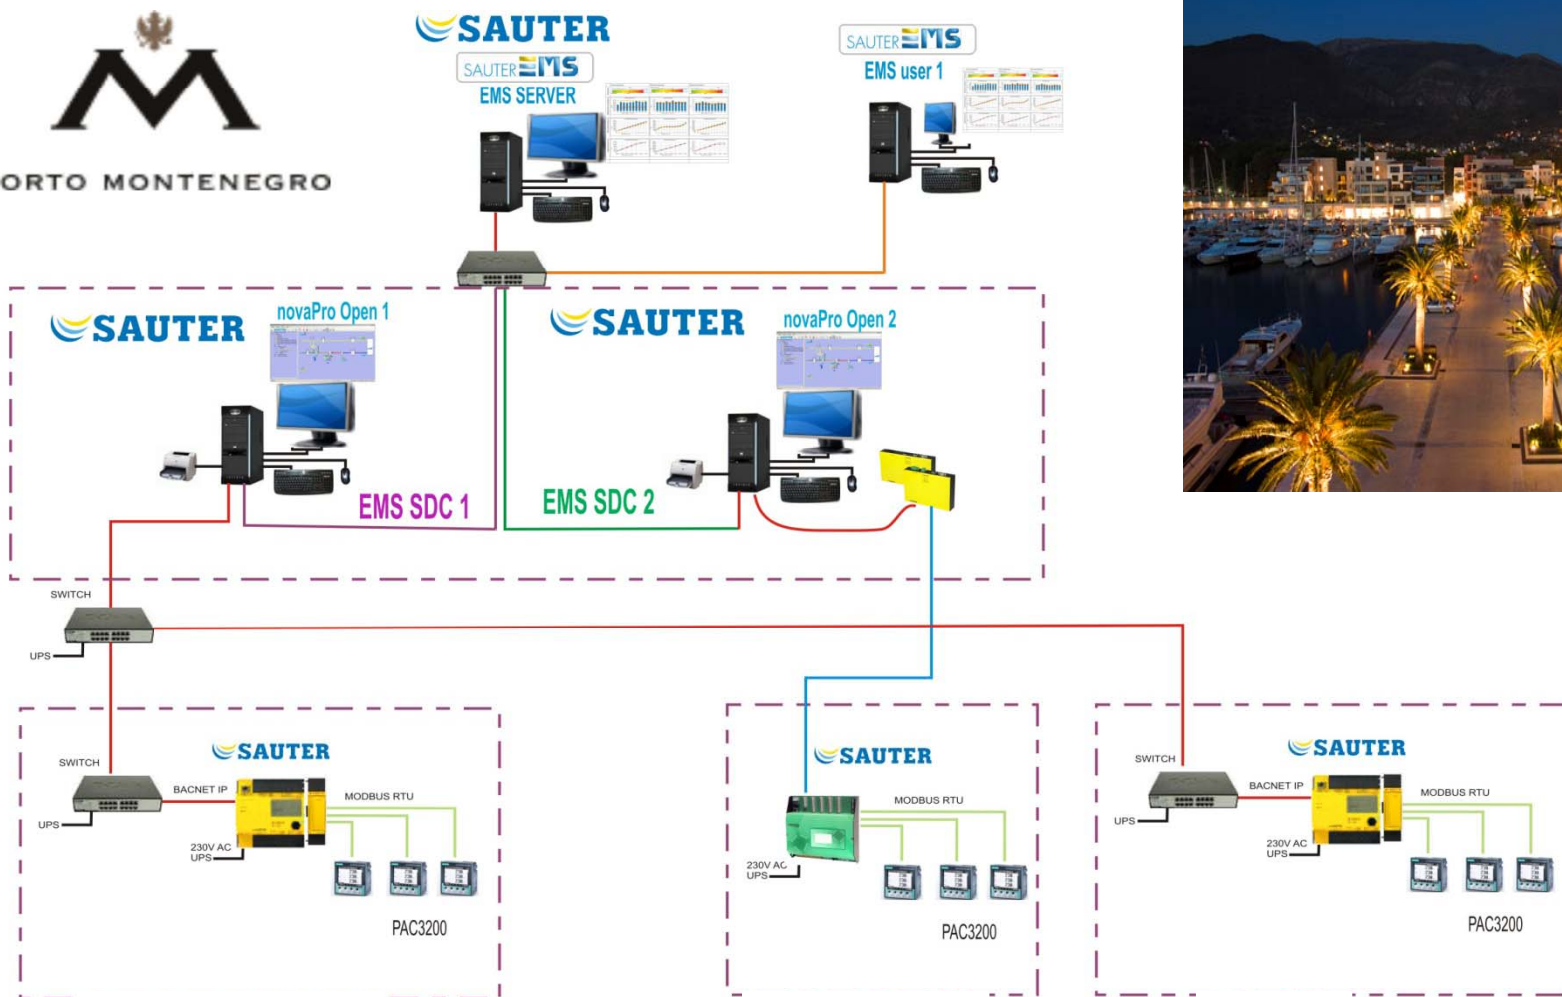 ORTO MONTENEGRO
SAUTER
SAUTER EMS
EMS SERVER
SAUTER EMS
EMS user 1
SAUTER
novaPro Open 1
SAUTER
novaPro Open 2
EMS SDC 1
EMS SDC 2
SWITCH
UPS
SAUTER
SWITCH
BACNET IP
MODBUS RTU
UPS
230V AC
UPS
PAC3200
SAUTER
MODBUS RTU
230V AC
UPS
PAC3200
SAUTER
SWITCH
BACNET IP
MODBUS RTU
UPS
230V AC
UPS
PAC3200